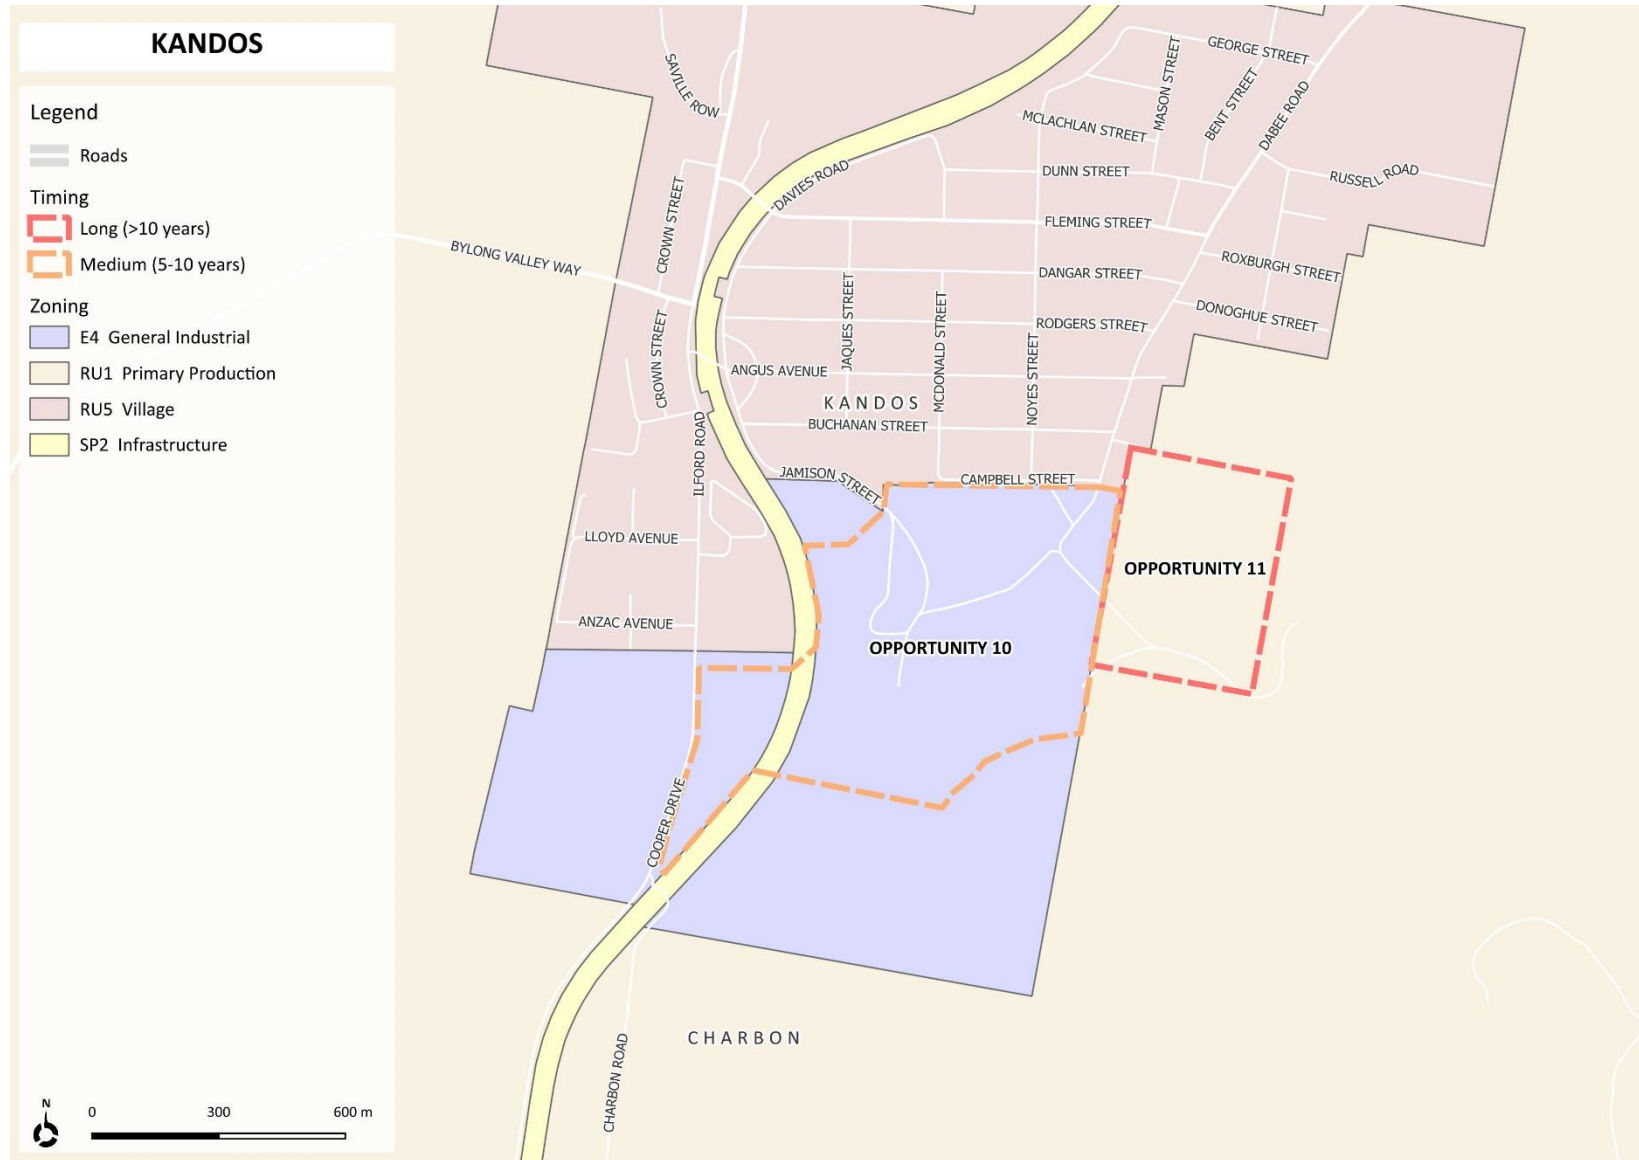 KANDOS
Legend
Roads
Timing
Long (>10 years)
Medium (5-10 years)
Zoning
E4 General Industrial
RU1 Primary Production
RU5 Village
SP2 Infrastructure
N
0 300 600 m
GEORGE STREET
SAVILLE ROW
MASON STREET
BENT STREET
DABEE ROAD
MCLACHLAN STREET
DUNN STREET
RUSSELL ROAD
DAVIES ROAD
CROWN STREET
FLEMING STREET
BYLONG VALLEY WAY
DANGAR STREET
ROXBURGH STREET
JAQUES STREET
MCDONALD STREET
RODGERS STREET
DONOGHUE STREET
CROWN STREET
ANGUS AVENUE
NOYES STREET
KANDOS
BUCHANAN STREET
ILFORD ROAD
JAMISON STREET
CAMPBELL STREET
LLOYD AVENUE
OPPORTUNITY 11
ANZAC AVENUE
OPPORTUNITY 10
COOPER DRIVE
CHARBON
CHARBON ROAD